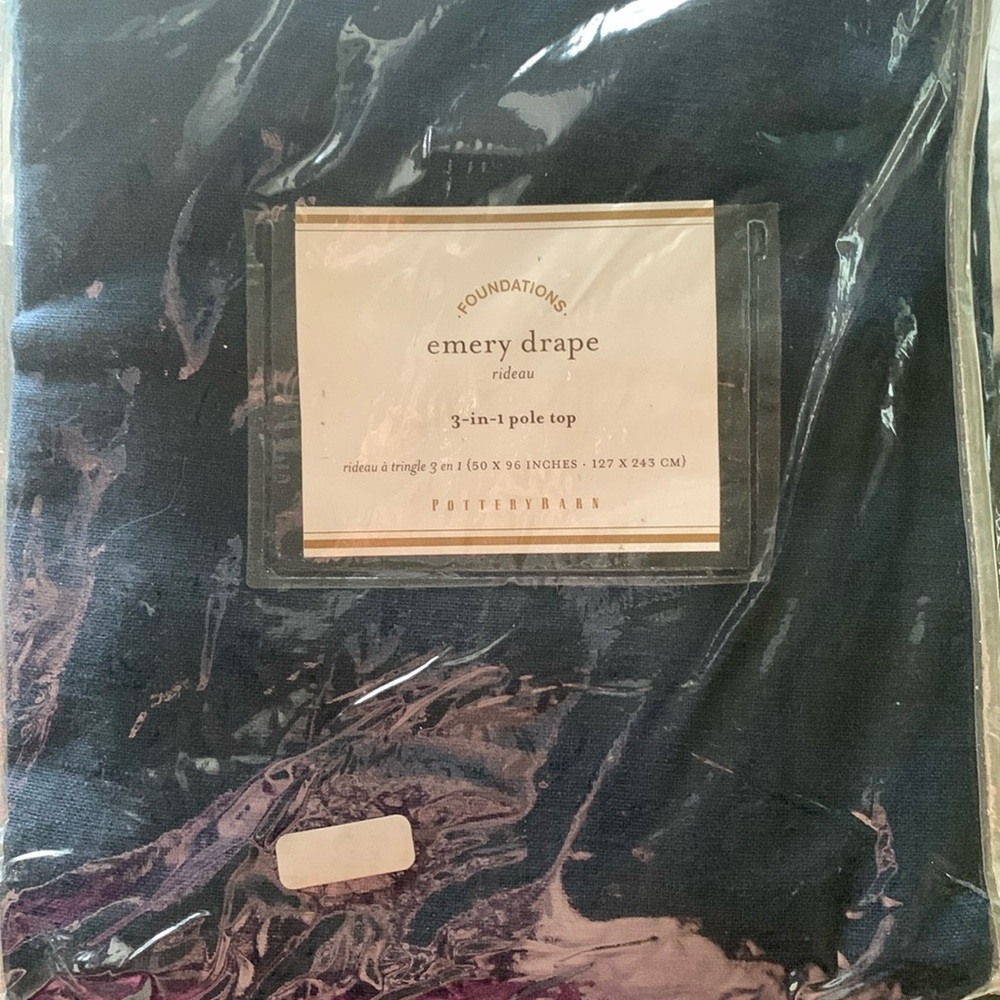 ·FOUNDATIONS·
emery drape
rideau
3-in-1 pole top
rideau à tringle 3 en 1 {50 X 96 INCHES · 127 X 243 CM}
POTTERYBARN